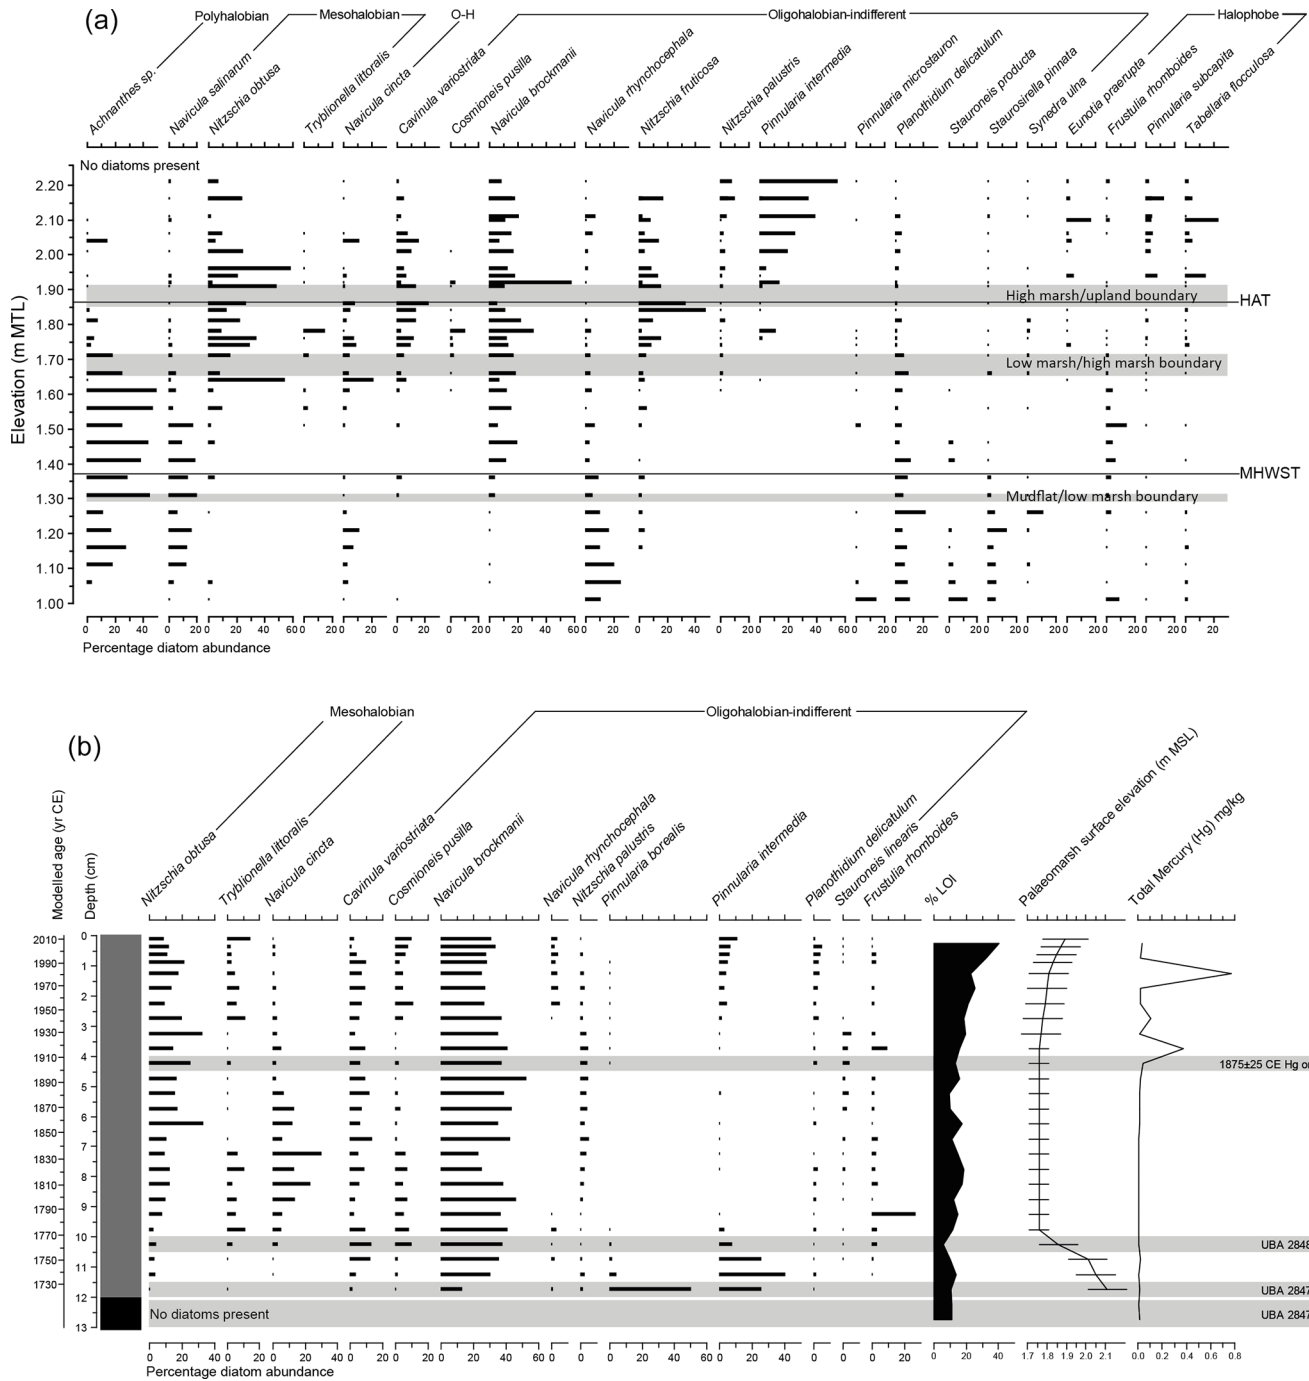 (a)
Polyhalobian
Mesohalobian
O-H
Oligohalobian-indifferent
Halophobe
Achnanthes sp.
Navicula salinarum
Nitzschia obtusa
Tryblionella littoralis
Navicula cincta
Cavinula variostriata
Cosmioneis pusilla
Navicula brockmanii
Navicula rhynchocephala
Nitzschia fruticosa
Nitzschia palustris
Pinnularia intermedia
Pinnularia microstauron
Planothidium delicatulum
Stauroneis producta
Staurosirella pinnata
Synedra ulna
Eunotia praerupta
Frustulia rhomboides
Pinnularia subcapita
Tabellaria flocculosa
No diatoms present
Elevation (m MTL)
2.20
2.10
2.00
1.90
1.80
1.70
1.60
1.50
1.40
1.30
1.20
1.10
1.00
High marsh/upland boundary
HAT
Low marsh/high marsh boundary
MHWST
Mudflat/low marsh boundary
0 20 40 0 20 0 20 40 60 0 20 0 20 0 20 0 20 0 20 40 60 0 20 0 20 40 0 20 0 20 40 60 0 20 0 20 0 20 0 20 0 20 0 20 0 20 0 20 0 20
Percentage diatom abundance
(b)
Mesohalobian
Oligohalobian-indifferent
Modelled age (yr CE)
Depth (cm)
Nitzschia obtusa
Tryblionella littoralis
Navicula cincta
Cavinula variostriata
Cosmioneis pusilla
Navicula brockmanii
Navicula rhynchocephala
Nitzschia palustris
Pinnularia borealis
Pinnularia intermedia
Planothidium delicatulum
Stauroneis linearis
Frustulia rhomboides
% LOI
Palaeomarsh surface elevation (m MSL)
Total Mercury (Hg) mg/kg
2010
1990
1970
1950
1930
1910
1890
1870
1850
1830
1810
1790
1770
1750
1730
0
1
2
3
4
5
6
7
8
9
10
11
12
13
1875±25 CE Hg on
UBA 2848
UBA 2847
No diatoms present
UBA 2847
0 20 40 0 20 0 20 40 0 20 0 20 0 20 40 60 0 0 0 20 40 60 0 20 40 0 0 0 20 0 20 40 1.7 1.8 1.9 2.0 2.1 0.0 0.2 0.4 0.6 0.8
Percentage diatom abundance